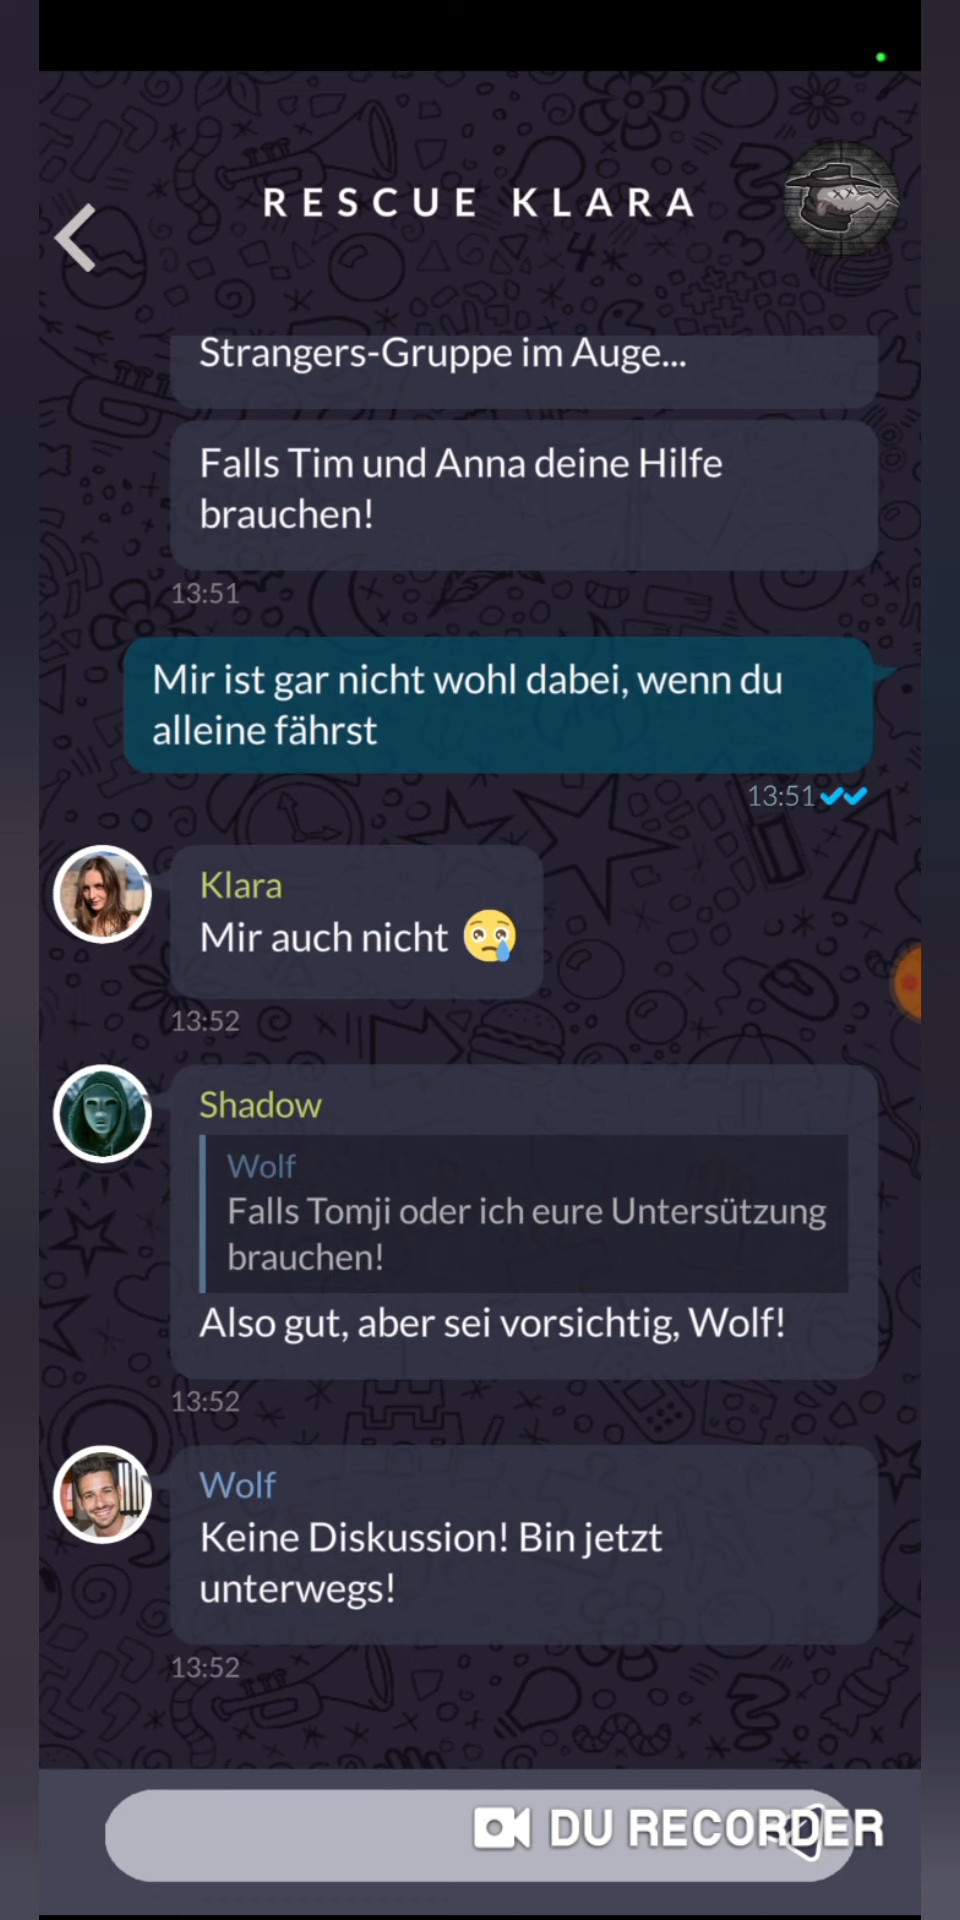 RESCUE KLARA
Strangers-Gruppe im Auge...
Falls Tim und Anna deine Hilfe
brauchen!
13:51
Mir ist gar nicht wohl dabei, wenn du
alleine fährst
13:51
Klara
Mir auch nicht 😢
13:52
Shadow
Wolf
Falls Tomji oder ich eure Untersützung
brauchen!
Also gut, aber sei vorsichtig, Wolf!
13:52
Wolf
Keine Diskussion! Bin jetzt
unterwegs!
13:52
DU RECORDER